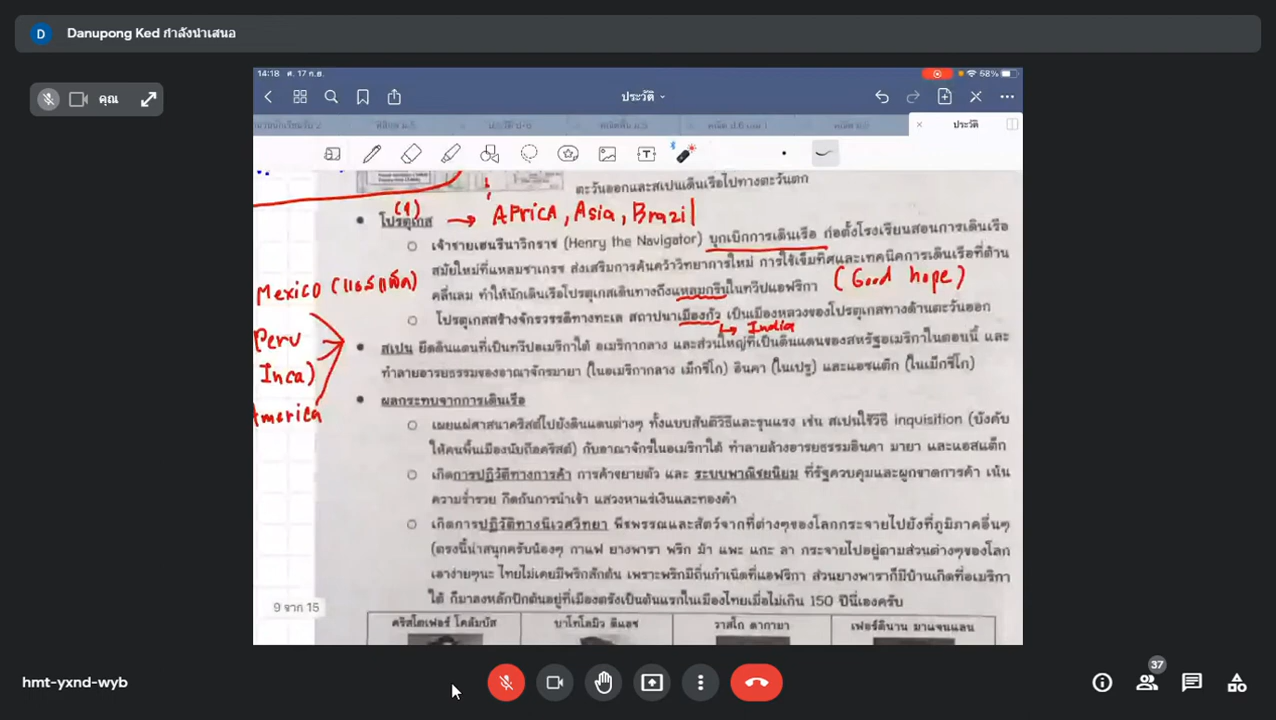 Danupong Ked กำลังนำเสนอ
คุณ
14:18 ศ. 17 ก.ย.
58%
ประวัติ
ประวัติ
ตะวันออกและสเปนเดินเรือไปทางตะวันตก
(1)
โปรตุเกส → Africa, Asia, Brazil
เจ้าชายเฮนรีนาวิกราช (Henry the Navigator) บุกเบิกการเดินเรือ ก่อตั้งโรงเรียนสอนการเดินเรือ
สมัยใหม่ที่แหลมซาเกรซ ส่งเสริมการค้นคว้าวิทยาการใหม่ การใช้เข็มทิศและเทคนิคการเดินเรือที่ต้าน
คลื่นลม ทำให้นักเดินเรือโปรตุเกสเดินทางถึงแหลมกรีนในทวีปแอฟริกา (Good hope)
Mexico (แอซเต็ค)
โปรตุเกสสร้างจักรวรรดิทางทะเล สถาปนาเมืองกัว เป็นเมืองหลวงของโปรตุเกสทางด้านตะวันออก
↳ India
Peru
Inca)
America
สเปน ยึดดินแดนที่เป็นทวีปอเมริกาใต้ อเมริกากลาง และส่วนใหญ่ที่เป็นดินแดนของสหรัฐอเมริกาในตอนนี้ และ
ทำลายอารยธรรมของอาณาจักรมายา (ในอเมริกากลาง เม็กซิโก) อินคา (ในเปรู) และแอซแต็ก (ในเม็กซิโก)
ผลกระทบจากการเดินเรือ
เผยแผ่ศาสนาคริสต์ไปยังดินแดนต่างๆ ทั้งแบบสันติวิธีและรุนแรง เช่น สเปนใช้วิธี inquisition (บังคับ
ให้คนพื้นเมืองนับถือคริสต์) กับอาณาจักรในอเมริกาใต้ ทำลายล้างอารยธรรมอินคา มายา และแอสแต็ก
เกิดการปฏิวัติทางการค้า การค้าขยายตัว และ ระบบพาณิชยนิยม ที่รัฐควบคุมและผูกขาดการค้า เน้น
ความร่ำรวย กีดกันการนำเข้า แสวงหาแร่เงินและทองคำ
เกิดการปฏิวัติทางนิเวศวิทยา พืชพรรณและสัตว์จากที่ต่างๆของโลกกระจายไปยังที่ภูมิภาคอื่นๆ
(ตรงนี้น่าสนุกครับน้องๆ กาแฟ ยางพารา พริก ม้า แพะ แกะ ลา กระจายไปอยู่ตามส่วนต่างๆของโลก
เอาง่ายๆนะ ไทยไม่เคยมีพริกสักต้น เพราะพริกมีถิ่นกำเนิดที่แอฟริกา ส่วนยางพาราก็มีบ้านเกิดที่อเมริกา
ใต้ ก็มาลงหลักปักต้นอยู่ที่เมืองตรังเป็นต้นแรกในเมืองไทยเมื่อไม่เกิน 150 ปีนี่เองครับ
9 จาก 15
คริสโตเฟอร์ โคลัมบัส
บาโทโลมิว ดีแอซ
วาสโก ดากามา
เฟอร์ดินาน มาแจนแลน
hmt-yxnd-wyb
37